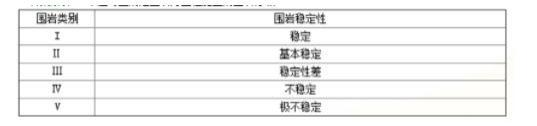 围岩类别 围岩稳定性
I 稳定
II 基本稳定
III 稳定性差
IV 不稳定
V 极不稳定